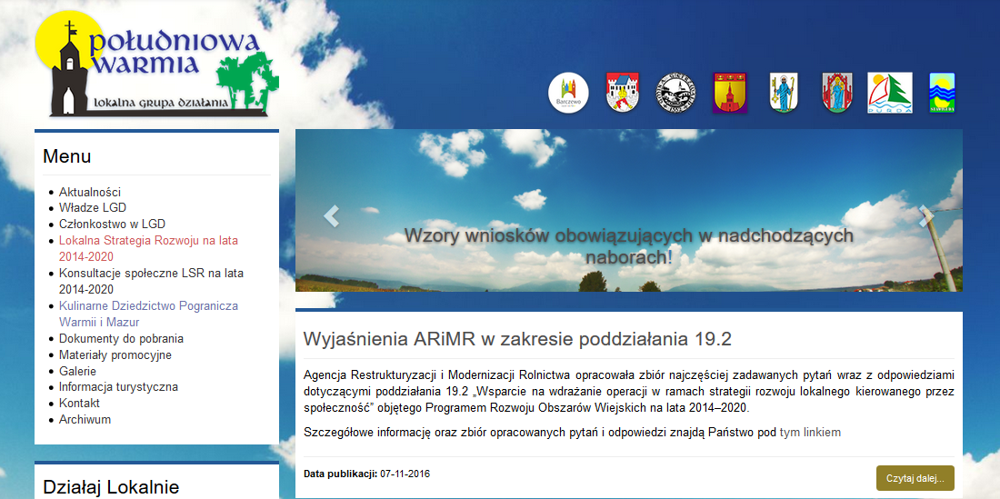 południowa
warmia
lokalna grupa działania
Barczewo
PURDA
Menu
Aktualności
Władze LGD
Członkostwo w LGD
Lokalna Strategia Rozwoju na lata
2014-2020
Konsultacje społeczne LSR na lata
2014-2020
Kulinarne Dziedzictwo Pogranicza
Warmii i Mazur
Dokumenty do pobrania
Materiały promocyjne
Galerie
Informacja turystyczna
Kontakt
Archiwum
Działaj Lokalnie
Wzory wniosków obowiązujących w nadchodzących
naborach!
Wyjaśnienia ARiMR w zakresie poddziałania 19.2
Agencja Restrukturyzacji i Modernizacji Rolnictwa opracowała zbiór najczęściej zadawanych pytań wraz z odpowiedziami
dotyczącymi poddziałania 19.2 „Wsparcie na wdrażanie operacji w ramach strategii rozwoju lokalnego kierowanego przez
społeczność” objętego Programem Rozwoju Obszarów Wiejskich na lata 2014–2020.
Szczegółowe informację oraz zbiór opracowanych pytań i odpowiedzi znajdą Państwo pod tym linkiem
Data publikacji: 07-11-2016
Czytaj dalej...